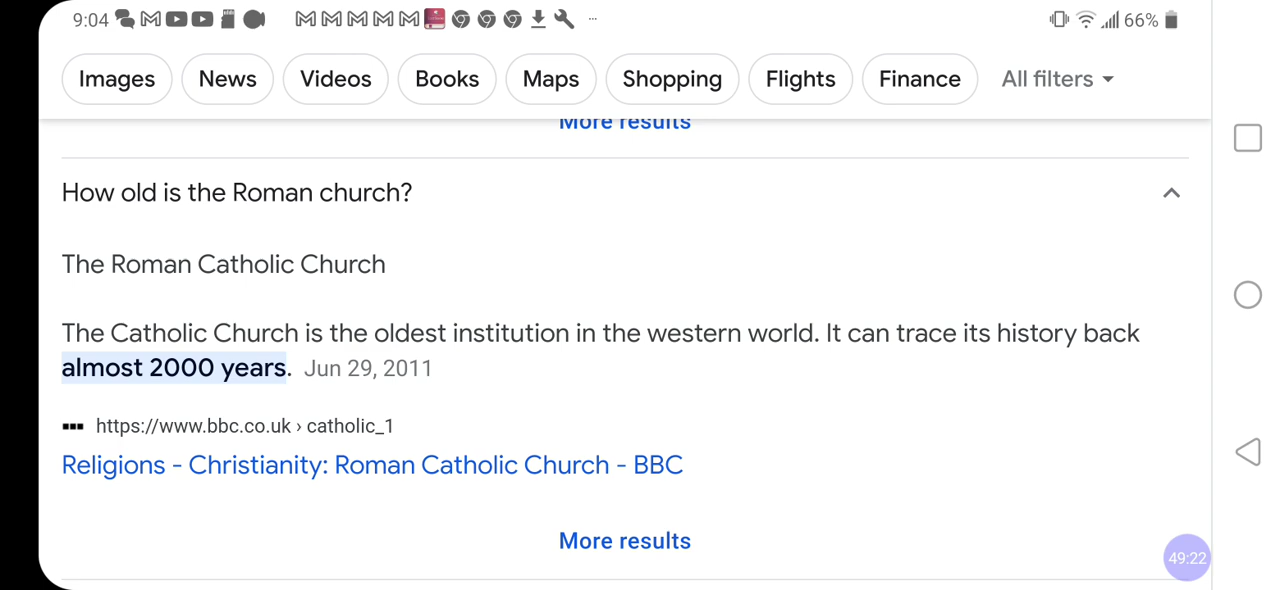 9:04 66%
Images News Videos Books Maps Shopping Flights Finance All filters
More results
How old is the Roman church?
The Roman Catholic Church
The Catholic Church is the oldest institution in the western world. It can trace its history back
almost 2000 years. Jun 29, 2011
https://www.bbc.co.uk › catholic_1
Religions - Christianity: Roman Catholic Church - BBC
More results
49:22